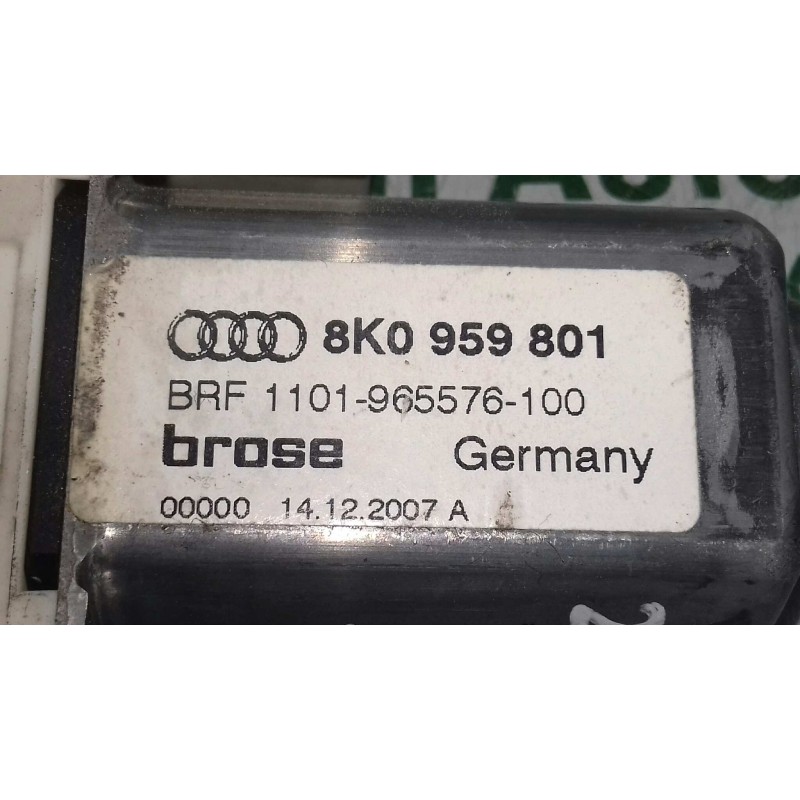 8K0 959 801
BRF 1101-965576-100
brose Germany
00000 14.12.2007 A